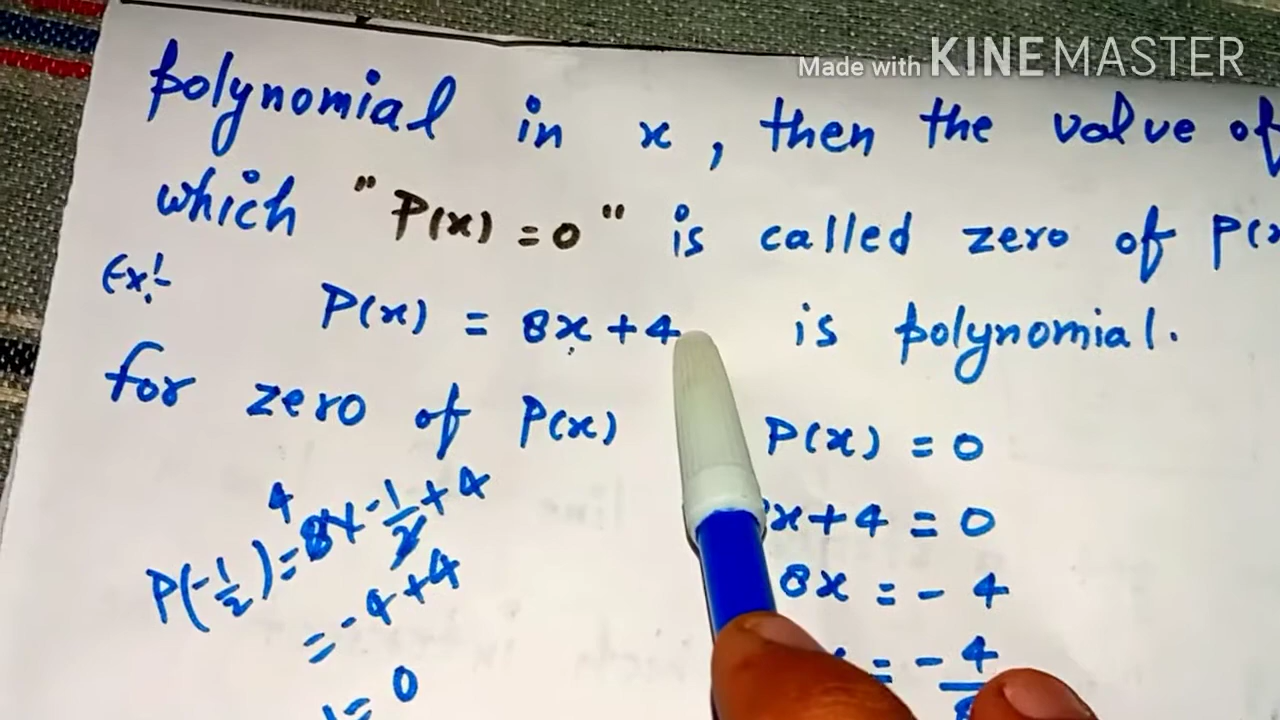 Made with KINEMASTER
polynomial in x, then the value of
which "P(x) = 0" is called zero of P(x
Ex:-
P(x) = 8x + 4 is polynomial.
for zero of P(x) P(x) = 0
x + 4 = 0
8x = - 4
= - 4
P(-1/2) = 8 x -1/2 + 4
4
= - 4 + 4
= 0